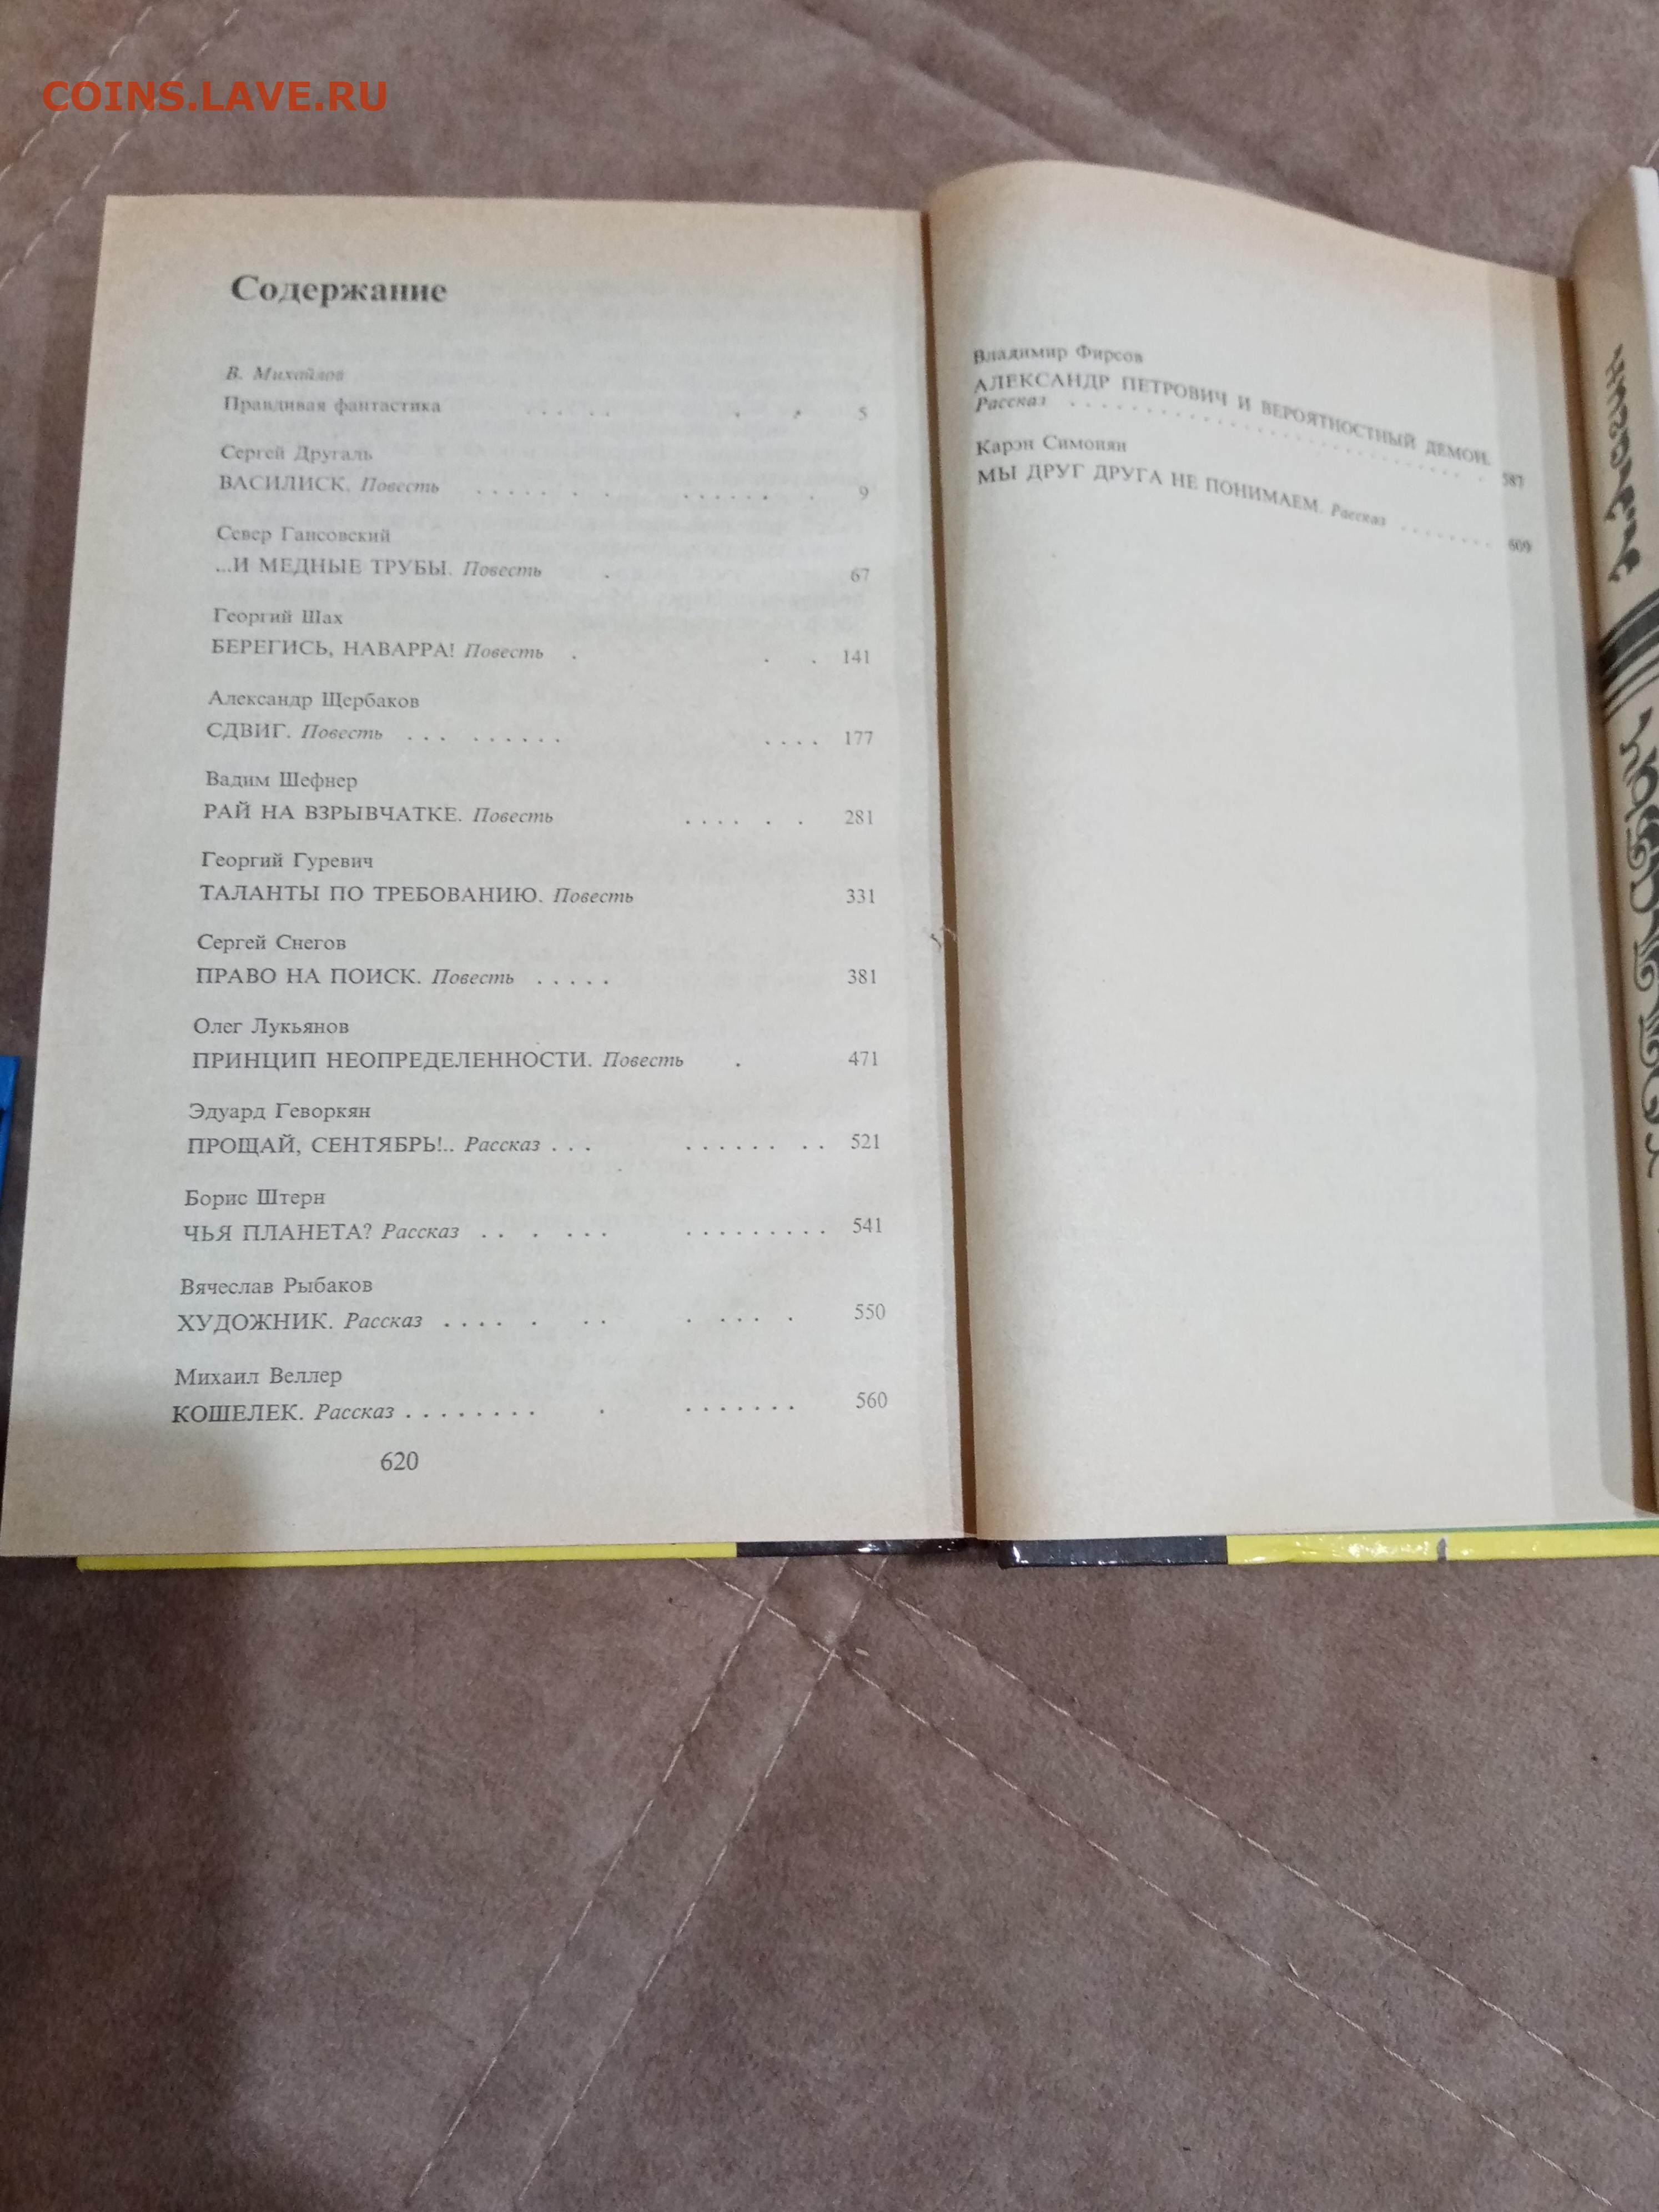 COINS.LAVE.RU
Содержание
В. Михайлов
Правдивая фантастика . . . . . . . 5
Сергей Другаль
ВАСИЛИСК. Повесть . . . . . . . . . . . . . . 9
Север Гансовский
...И МЕДНЫЕ ТРУБЫ. Повесть . 67
Георгий Шах
БЕРЕГИСЬ, НАВАРРА! Повесть . . . 141
Александр Щербаков
СДВИГ. Повесть . . . . . . . . . . . . . 177
Вадим Шефнер
РАЙ НА ВЗРЫВЧАТКЕ. Повесть . . . . . . 281
Георгий Гуревич
ТАЛАНТЫ ПО ТРЕБОВАНИЮ. Повесть 331
Сергей Снегов
ПРАВО НА ПОИСК. Повесть . . . . . 381
Олег Лукьянов
ПРИНЦИП НЕОПРЕДЕЛЕННОСТИ. Повесть . 471
Эдуард Геворкян
ПРОЩАЙ, СЕНТЯБРЬ!.. Рассказ . . . . . . . . . . . 521
Борис Штерн
ЧЬЯ ПЛАНЕТА? Рассказ . . . . . . . . . . . . . . . 541
Вячеслав Рыбаков
ХУДОЖНИК. Рассказ . . . . . . . . . . . . 550
Михаил Веллер
КОШЕЛЕК. Рассказ . . . . . . . . . . . . . . . . 560
620
Владимир Фирсов
АЛЕКСАНДР ПЕТРОВИЧ И ВЕРОЯТНОСТНЫЙ ДЕМОН.
Рассказ . . . . . . . . . . . . . . . . . . . . . . . . . . . 587
Карэн Симонян
МЫ ДРУГ ДРУГА НЕ ПОНИМАЕМ. Рассказ . . . . . . . . 609